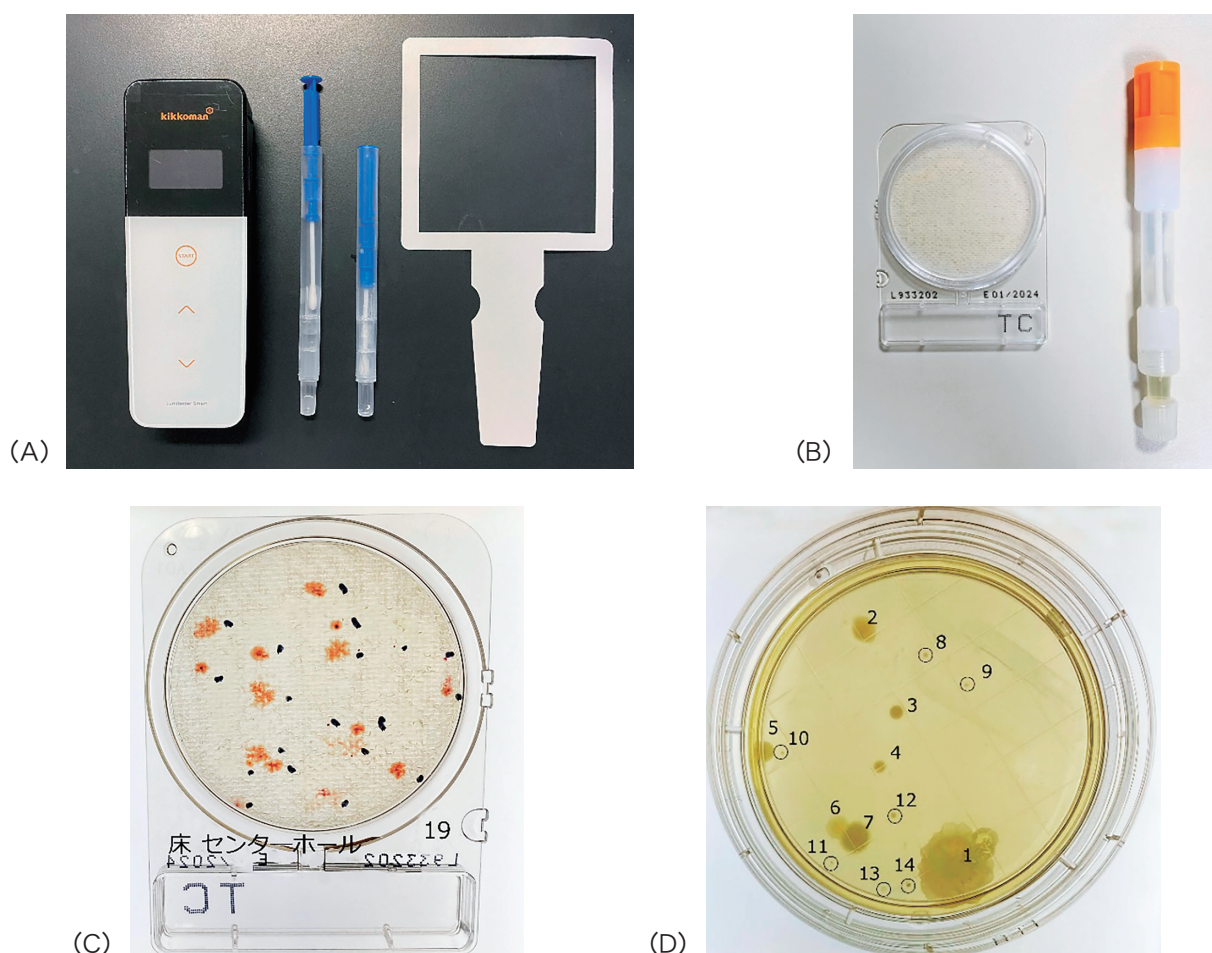 kikkoman
START
Lumitester Smart
(A)
L933202 E01/2024
TC
(B)
19
床 センターホール
L933202 E /2024
TC
(C)
2
8
9
3
5
10
4
12
6
7
11
1
13
14
(D)